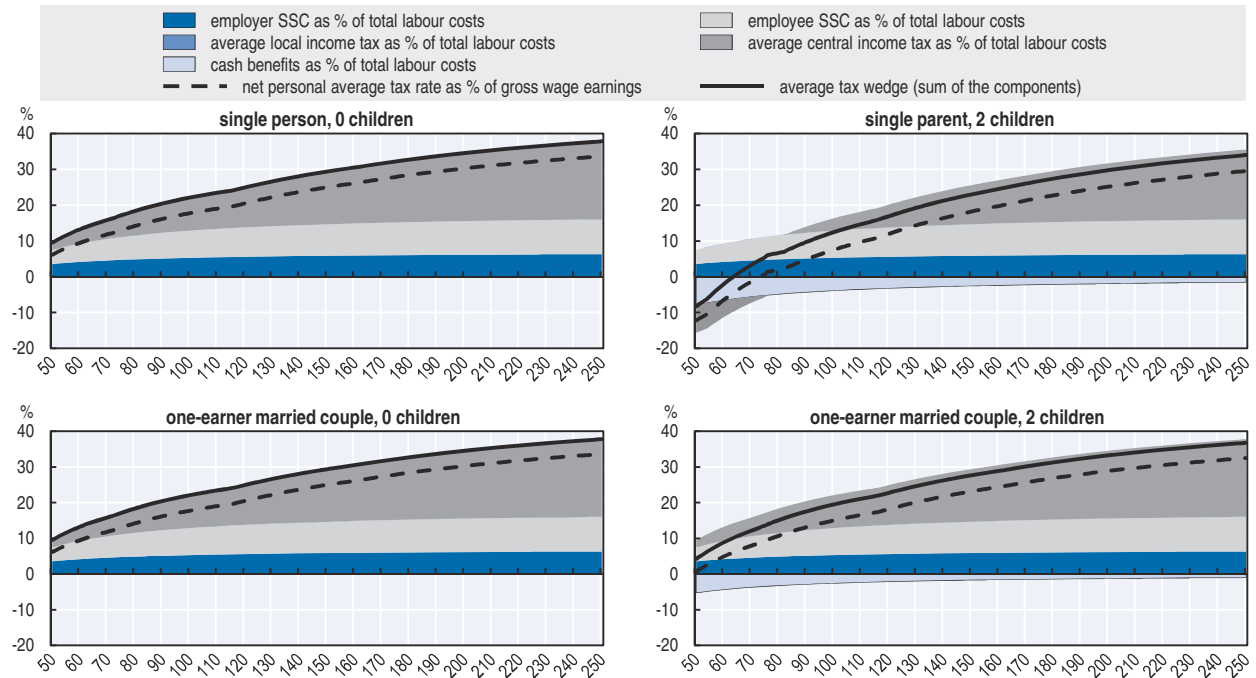 employer SSC as % of total labour costs employee SSC as % of total labour costs
average local income tax as % of total labour costs average central income tax as % of total labour costs
cash benefits as % of total labour costs
net personal average tax rate as % of gross wage earnings average tax wedge (sum of the components)
% single person, 0 children
40
30
20
10
0
-10
-20
50 60 70 80 90 100 110 120 130 140 150 160 170 180 190 200 210 220 230 240 250
% single parent, 2 children
40
30
20
10
0
-10
-20
50 60 70 80 90 100 110 120 130 140 150 160 170 180 190 200 210 220 230 240 250
% one-earner married couple, 0 children
40
30
20
10
0
-10
-20
50 60 70 80 90 100 110 120 130 140 150 160 170 180 190 200 210 220 230 240 250
% one-earner married couple, 2 children
40
30
20
10
0
-10
-20
50 60 70 80 90 100 110 120 130 140 150 160 170 180 190 200 210 220 230 240 250